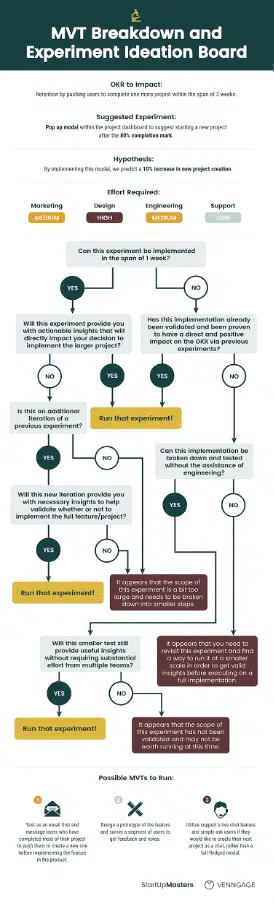 MVT Breakdown and
Experiment Ideation Board
OKR to Impact:
Retention by pushing users to complete one more project within the span of 3 weeks.
Suggested Experiment:
Pop up modal within the project dashboard to suggest starting a new project
after the 80% completion mark.
Hypothesis:
By implementing this modal, we predict a 10% increase in new project creation.
Effort Required:
Marketing
Design
Engineering
Support
MEDIUM
HIGH
MEDIUM
LOW
Can this experiment be implemented
in the span of 1 week?
YES
NO
Will this experiment provide you
with actionable insights that will
directly impact your decision to
implement the larger project?
Has this implementation already
been validated and been proven
to have a direct and positive
impact on the OKR via previous
experiments?
NO
YES
YES
NO
Is this an additional
iteration of a
previous experiment?
Run that experiment!
Can this implementation be
broken down and tested
without the assistance of
engineering?
YES
NO
Will this new iteration provide you
with necessary insights to help
validate whether or not to
implement the full feature/project?
YES
NO
YES
NO
Run that experiment!
It appears that the scope of
this experiment is a bit too
large and needs to be broken
down into smaller steps.
Will this smaller test still
provide useful insights
without requiring substantial
effort from multiple teams?
It appears that you need to
revisit this experiment and find
a way to run it at a smaller
scale in order to get valid
insights before executing on a
full implementation.
YES
NO
Run that experiment!
It appears that the scope of
this experiment has not been
validated and may not be
worth running at this time.
Possible MVTs to Run:
1
2
3
Test as an email first and
message users who have
completed most of their project
to push them to create a new one
before implementing the feature
in the product.
Design a prototype of the feature
and survey a segment of users to
get feedback and notes.
Utilize support's live chat feature
and simply ask users if they
would like to create their next
project as a chat, rather than a
full-fledged modal.
StartUpMasters
VENNGAGE